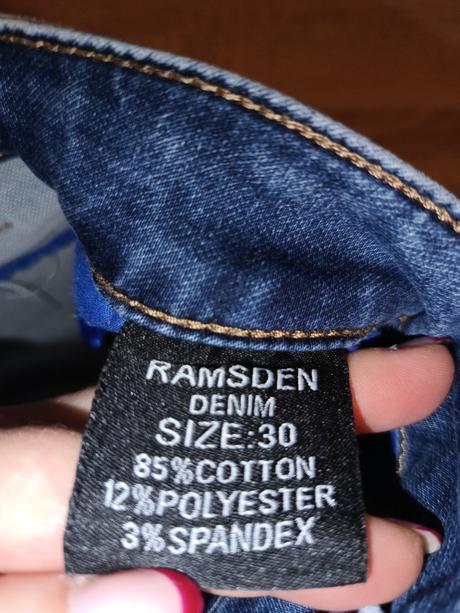 RAMSDEN
DENIM
SIZE:30
85%COTTON
12%POLYESTER
3%SPANDEX